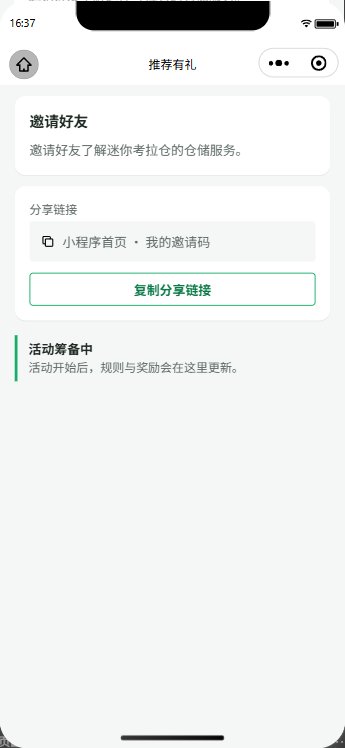 16:37
推荐有礼
邀请好友
邀请好友了解迷你考拉仓的仓储服务。
分享链接
小程序首页 · 我的邀请码
复制分享链接
活动筹备中
活动开始后，规则与奖励会在这里更新。